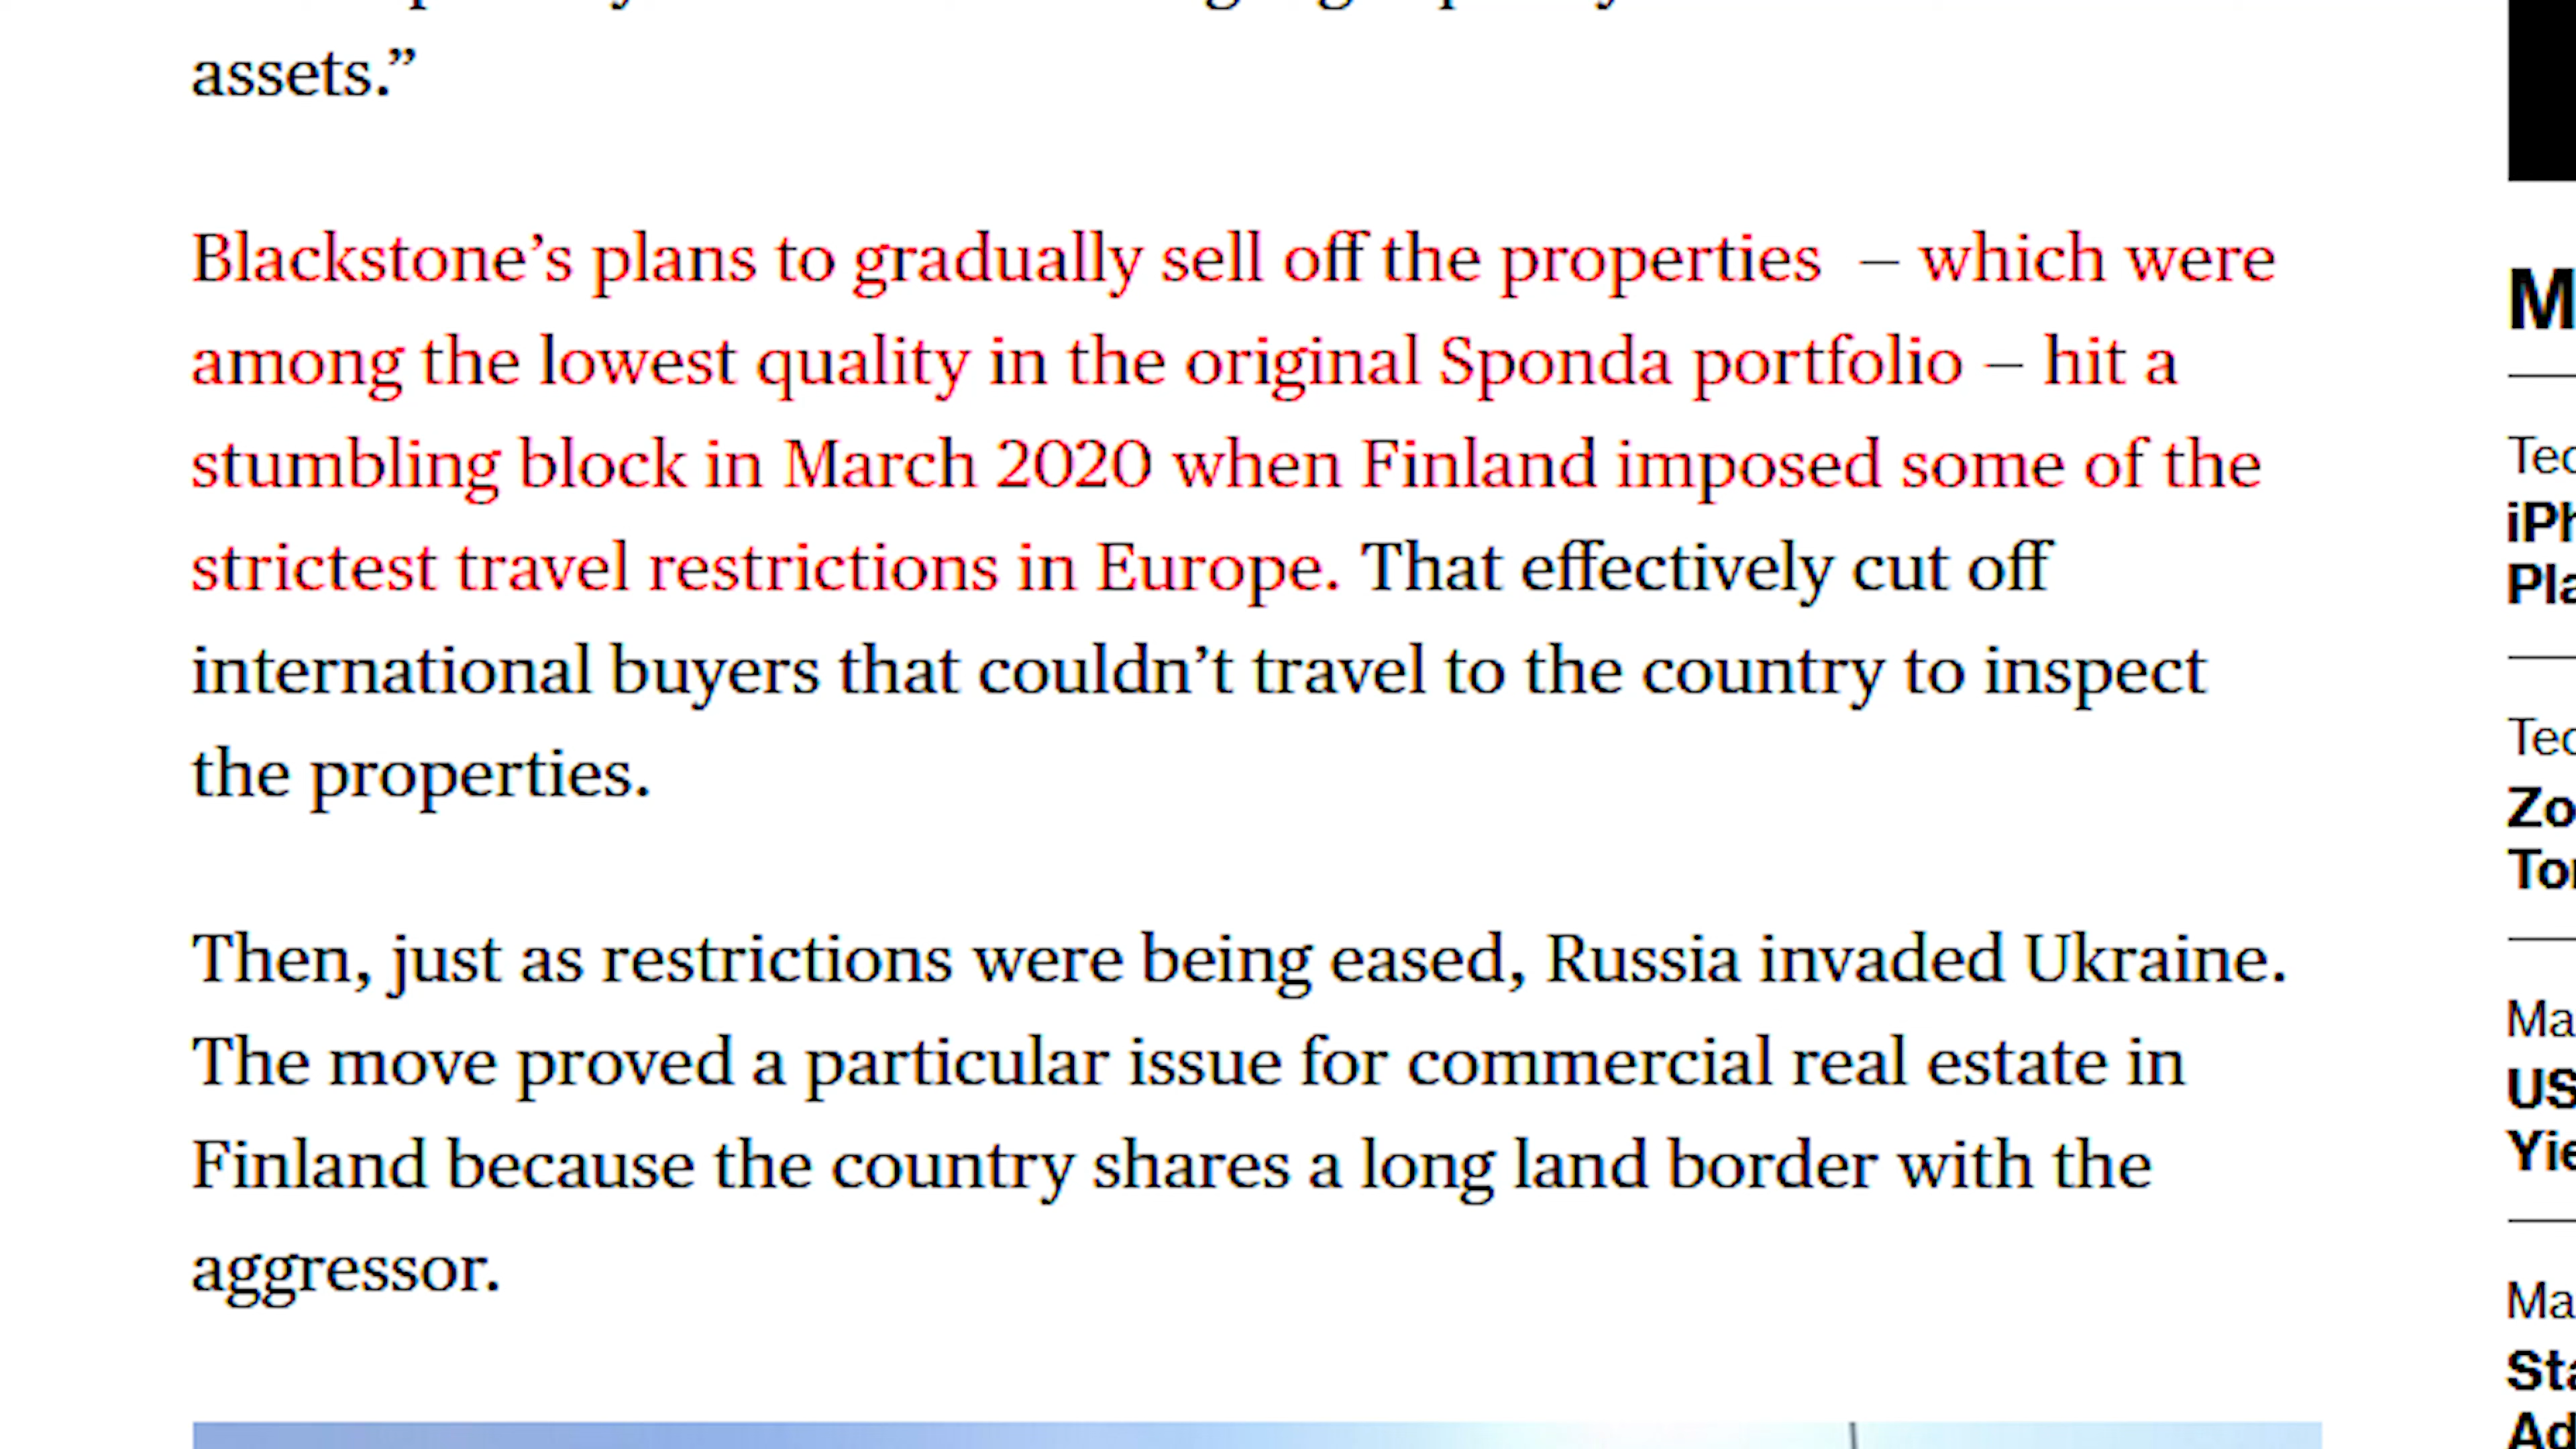 assets.”
Blackstone’s plans to gradually sell off the properties – which were
among the lowest quality in the original Sponda portfolio – hit a
stumbling block in March 2020 when Finland imposed some of the
strictest travel restrictions in Europe. That effectively cut off
international buyers that couldn’t travel to the country to inspect
the properties.
Then, just as restrictions were being eased, Russia invaded Ukraine.
The move proved a particular issue for commercial real estate in
Finland because the country shares a long land border with the
aggressor.
US